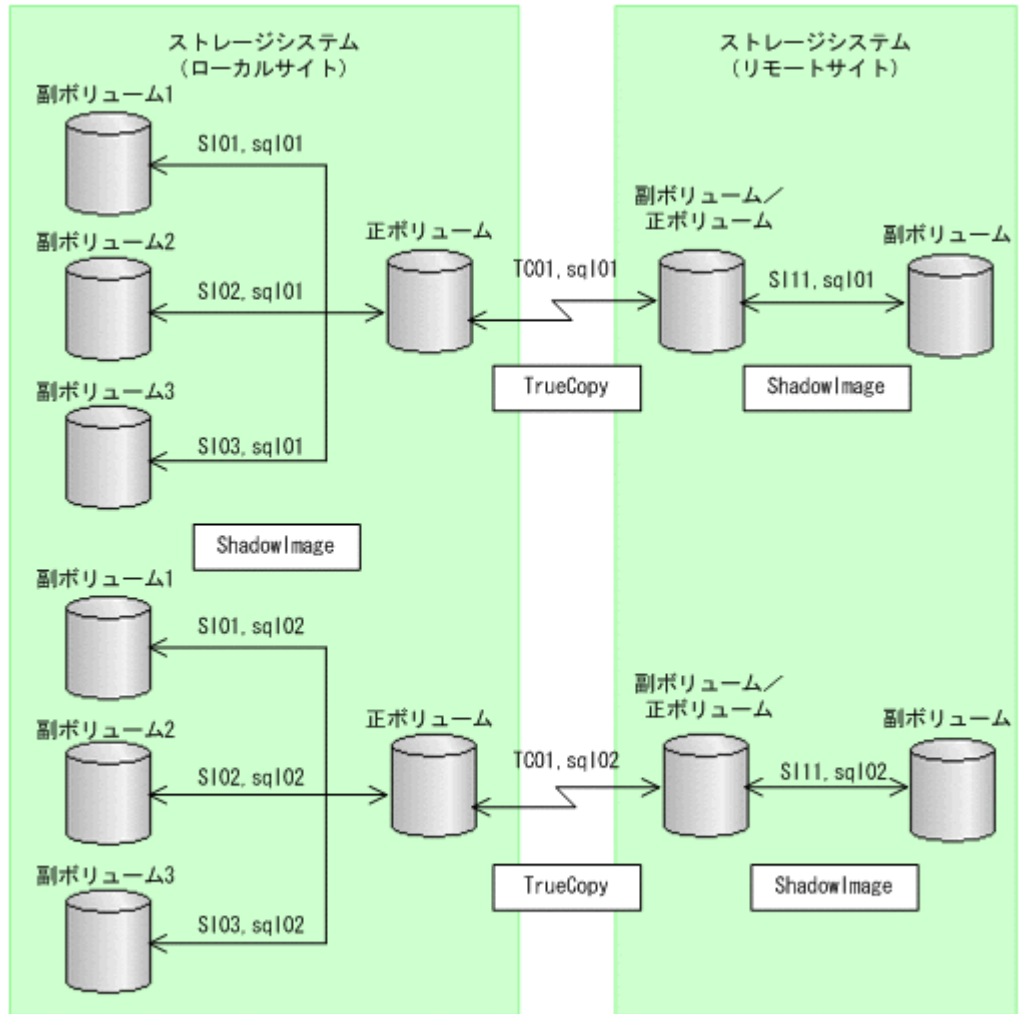 ストレージシステム
（ローカルサイト）
ストレージシステム
（リモートサイト）
副ボリューム1
SI01, sql01
副ボリューム2
SI02, sql01
副ボリューム3
SI03, sql01
正ボリューム
TC01, sql01
副ボリューム／
正ボリューム
SI11, sql01
副ボリューム
TrueCopy
ShadowImage
ShadowImage
副ボリューム1
SI01, sql02
副ボリューム2
SI02, sql02
副ボリューム3
SI03, sql02
正ボリューム
TC01, sql02
副ボリューム／
正ボリューム
SI11, sql02
副ボリューム
TrueCopy
ShadowImage